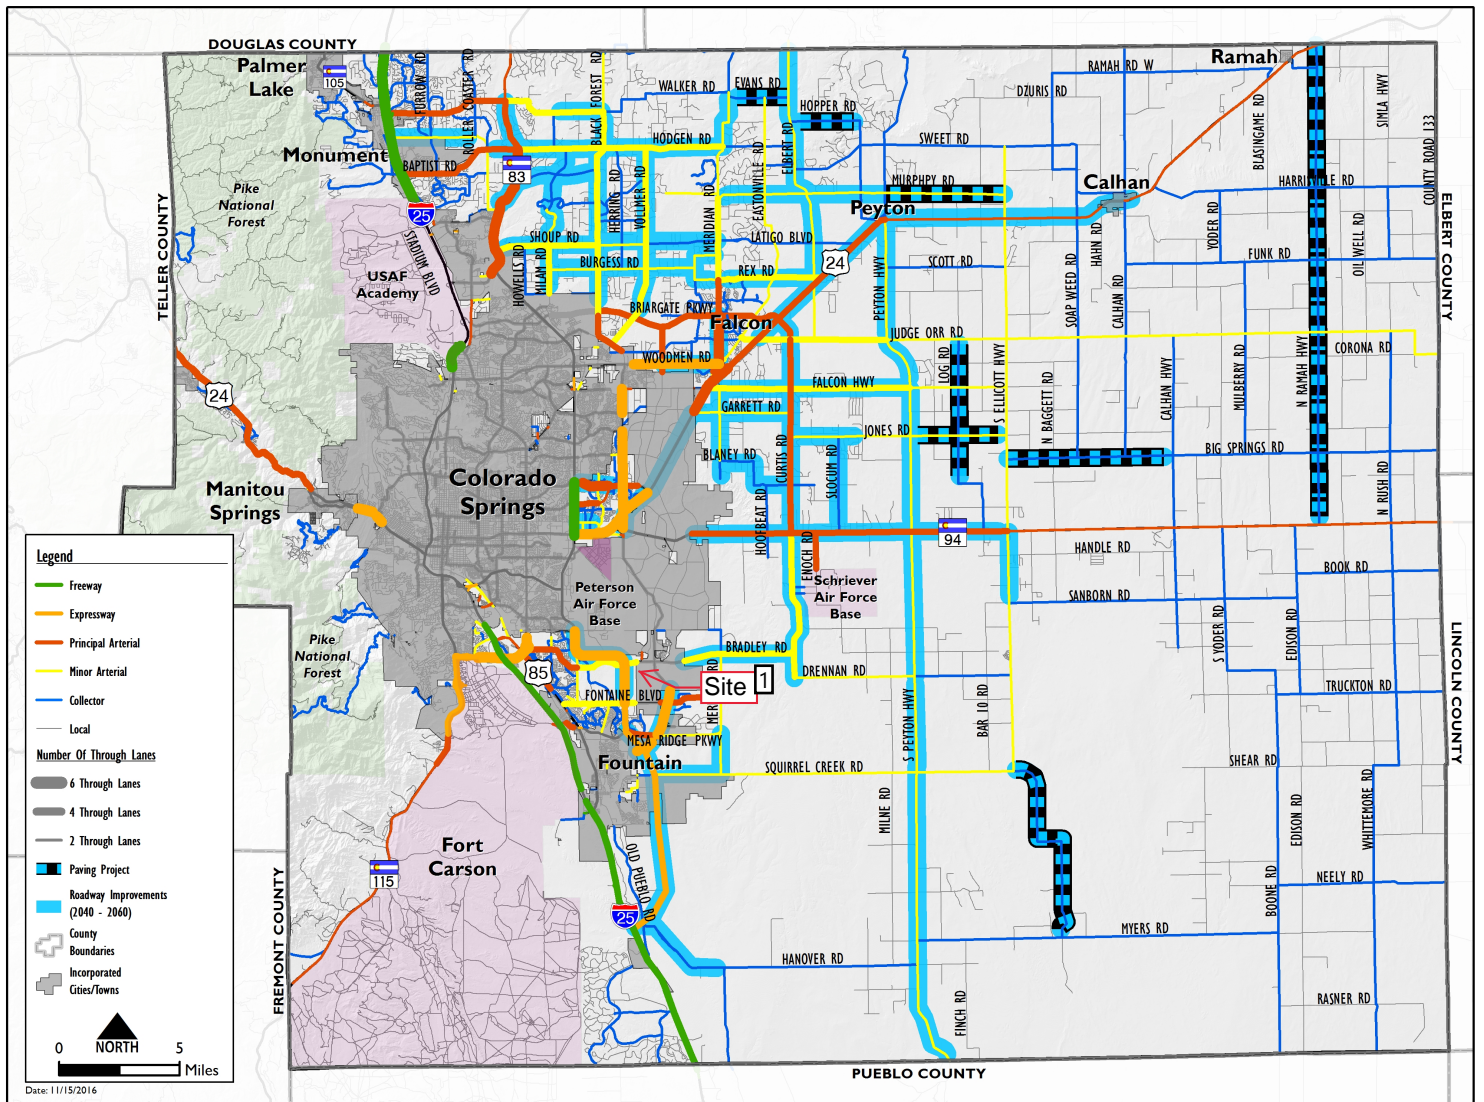 DOUGLAS COUNTY
Palmer
Lake
105
FURROW RD
ROLLER COASTER RD
BLACK FOREST RD
WALKER RD
EVANS RD
HOPPER RD
ELBERT RD
RAMAH RD W
Ramah
DZURIS RD
BLASINGAME RD
SIMLA HWY
COUNTY ROAD 133
Monument
BAPTIST RD
83
HODGEN RD
SWEET RD
EASTONVILLE RD
MURPHPY RD
Calhan
HARRISVILLE RD
Pike
National
Forest
TELLER COUNTY
25
STADIUM BLVD
HERRING RD
VOLLMER RD
MERIDIAN RD
Peyton
ELBERT COUNTY
SHOUP RD
LATIGO BLVD
24
HAHN RD
YODER RD
OIL WELL RD
USAF
Academy
HOWELLS RD
MILAM RD
BURGESS RD
REX RD
PEYTON HWY
SCOTT RD
SOAP WEED RD
CALHAN RD
FUNK RD
BRIARGATE PKWY
Falcon
JUDGE ORR RD
WOODMEN RD
LOG RD
S ELLICOTT HWY
CORONA RD
N RAMAH HWY
24
FALCON HWY
N BAGGETT RD
CALHAN HWY
MULBERRY RD
GARRETT RD
JONES RD
BLANEY RD
CURTIS RD
SLOCUM RD
BIG SPRINGS RD
N RUSH RD
Colorado
Springs
Manitou
Springs
HOOFBEAT RD
ENOCH RD
94
HANDLE RD
BOOK RD
Peterson
Air Force
Base
Schriever
Air Force
Base
SANBORN RD
S YODER RD
EDISON RD
LINCOLN COUNTY
Pike
National
Forest
BRADLEY RD
DRENNAN RD
85
Site 1
FONTAINE BLVD
TRUCKTON RD
S PEYTON HWY
BAR 10 RD
MESA RIDGE PKWY
Fountain
SQUIRREL CREEK RD
SHEAR RD
MILNE RD
EDISON RD
WHITTEMORE RD
Fort
Carson
115
OLD PUEBLO RD
25
FREMONT COUNTY
BOONE RD
NEELY RD
MYERS RD
HANOVER RD
FINCH RD
RASNER RD
PUEBLO COUNTY
Legend
Freeway
Expressway
Principal Arterial
Minor Arterial
Collector
Local
Number Of Through Lanes
6 Through Lanes
4 Through Lanes
2 Through Lanes
Paving Project
Roadway Improvements
(2040 - 2060)
County
Boundaries
Incorporated
Cities/Towns
NORTH
0 5
Miles
Date: 11/15/2016